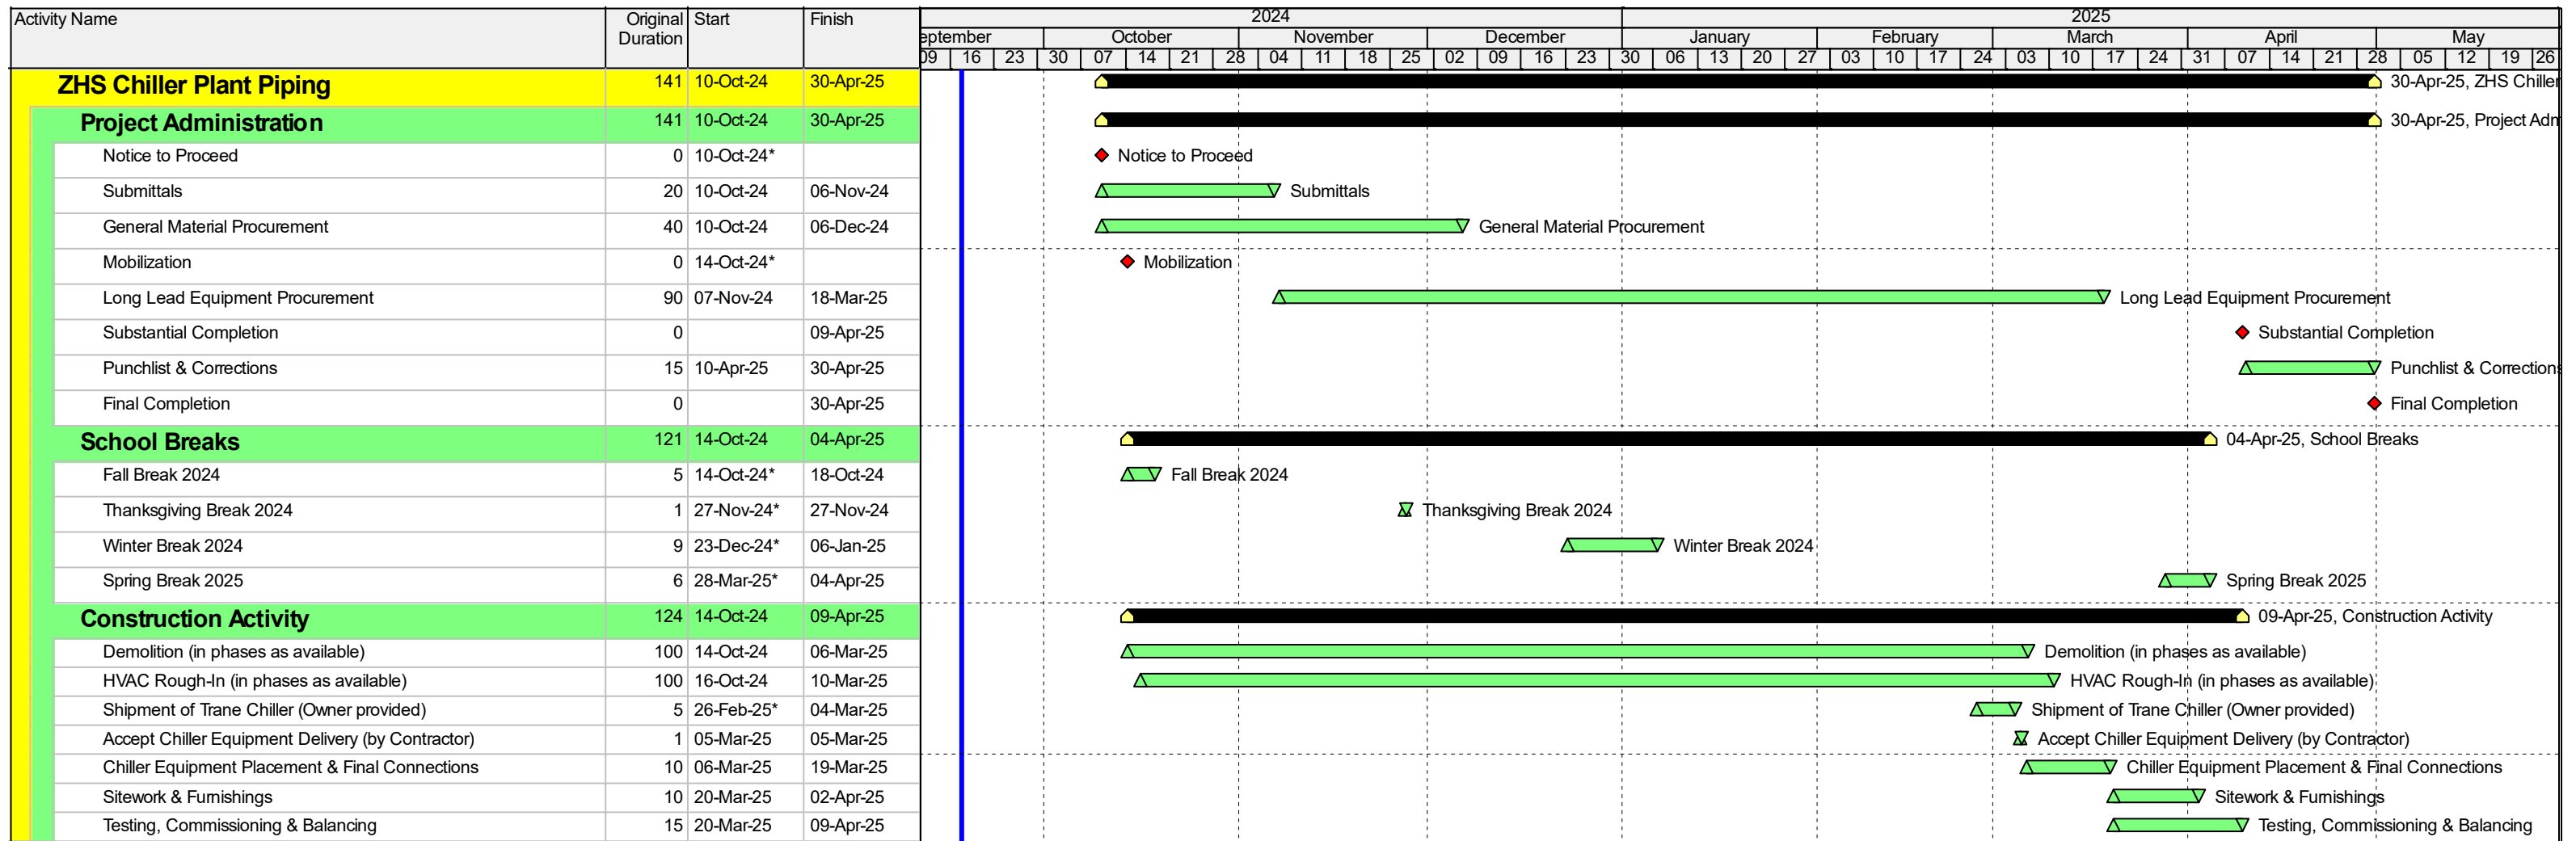 Activity Name Original Duration Start Finish
2024 2025
eptember October November December January February March April May
09 16 23 30 07 14 21 28 04 11 18 25 02 09 16 23 30 06 13 20 27 03 10 17 24 03 10 17 24 31 07 14 21 28 05 12 19 26
ZHS Chiller Plant Piping 141 10-Oct-24 30-Apr-25 30-Apr-25, ZHS Chiller
Project Administration 141 10-Oct-24 30-Apr-25 30-Apr-25, Project Adm
Notice to Proceed 0 10-Oct-24* Notice to Proceed
Submittals 20 10-Oct-24 06-Nov-24 Submittals
General Material Procurement 40 10-Oct-24 06-Dec-24 General Material Procurement
Mobilization 0 14-Oct-24* Mobilization
Long Lead Equipment Procurement 90 07-Nov-24 18-Mar-25 Long Lead Equipment Procurement
Substantial Completion 0 09-Apr-25 Substantial Completion
Punchlist & Corrections 15 10-Apr-25 30-Apr-25 Punchlist & Corrections
Final Completion 0 30-Apr-25 Final Completion
School Breaks 121 14-Oct-24 04-Apr-25 04-Apr-25, School Breaks
Fall Break 2024 5 14-Oct-24* 18-Oct-24 Fall Break 2024
Thanksgiving Break 2024 1 27-Nov-24* 27-Nov-24 Thanksgiving Break 2024
Winter Break 2024 9 23-Dec-24* 06-Jan-25 Winter Break 2024
Spring Break 2025 6 28-Mar-25* 04-Apr-25 Spring Break 2025
Construction Activity 124 14-Oct-24 09-Apr-25 09-Apr-25, Construction Activity
Demolition (in phases as available) 100 14-Oct-24 06-Mar-25 Demolition (in phases as available)
HVAC Rough-In (in phases as available) 100 16-Oct-24 10-Mar-25 HVAC Rough-In (in phases as available)
Shipment of Trane Chiller (Owner provided) 5 26-Feb-25* 04-Mar-25 Shipment of Trane Chiller (Owner provided)
Accept Chiller Equipment Delivery (by Contractor) 1 05-Mar-25 05-Mar-25 Accept Chiller Equipment Delivery (by Contractor)
Chiller Equipment Placement & Final Connections 10 06-Mar-25 19-Mar-25 Chiller Equipment Placement & Final Connections
Sitework & Furnishings 10 20-Mar-25 02-Apr-25 Sitework & Furnishings
Testing, Commissioning & Balancing 15 20-Mar-25 09-Apr-25 Testing, Commissioning & Balancing